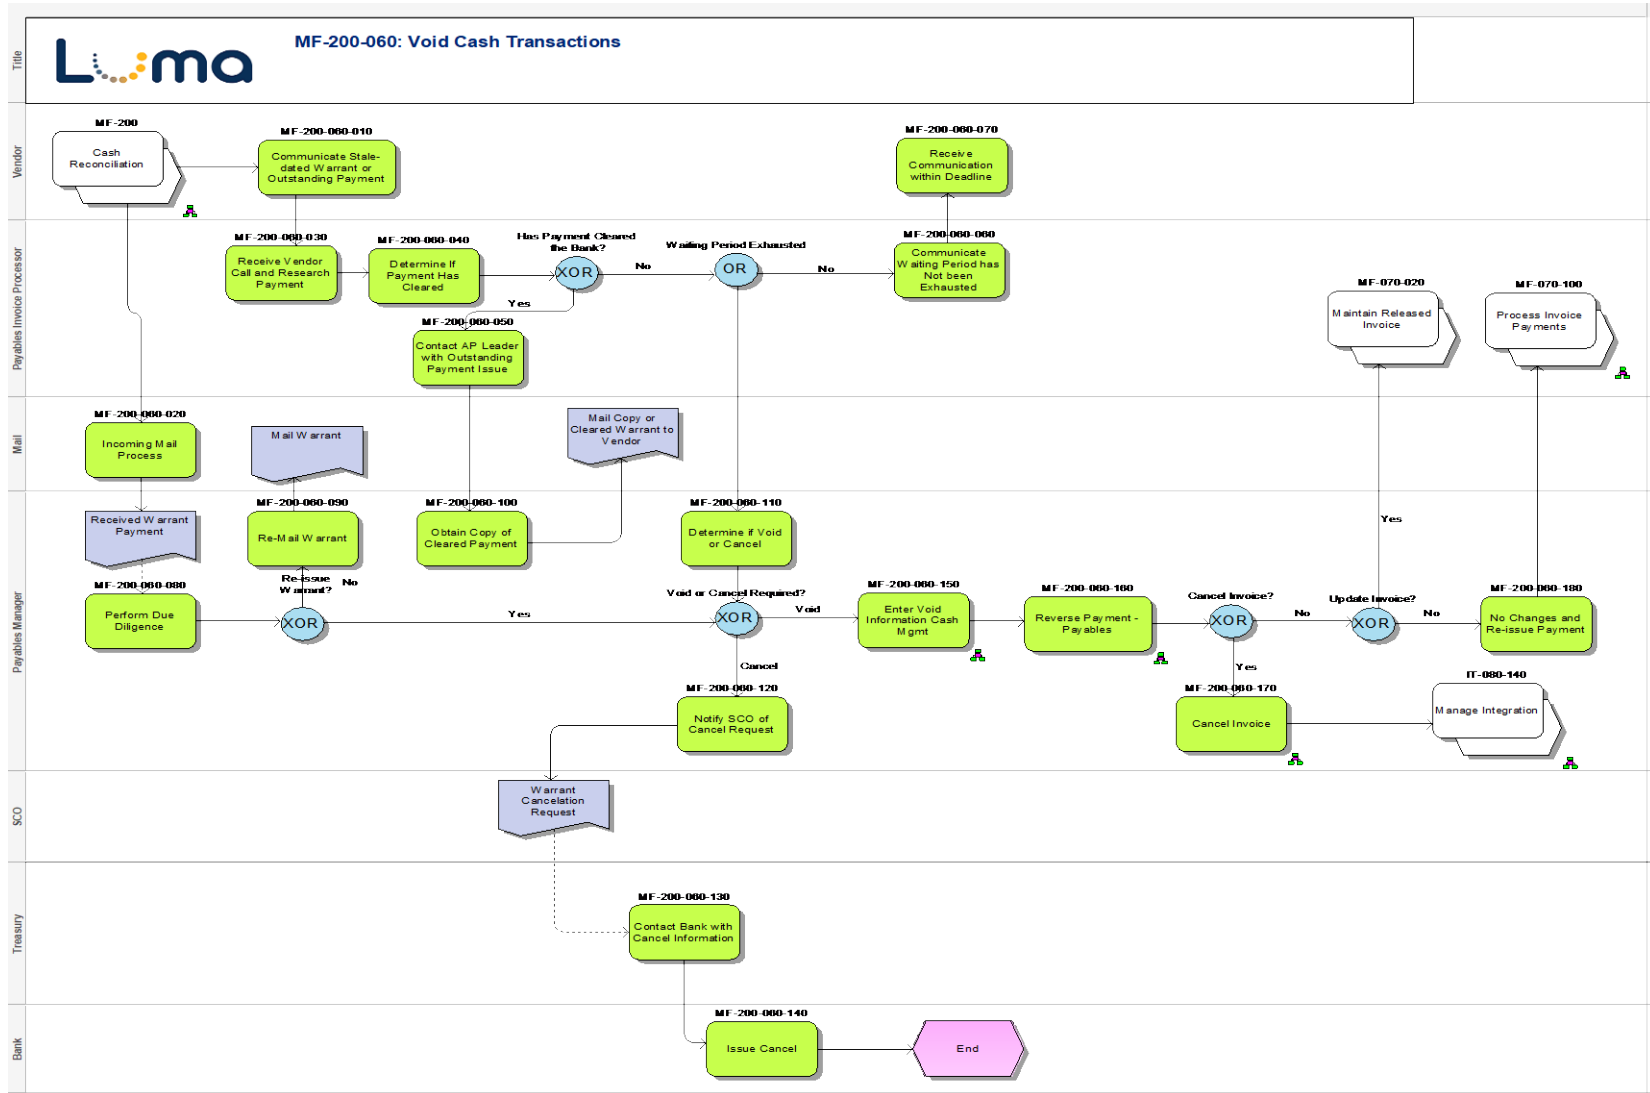 Title
Luma
MF-200-060: Void Cash Transactions
Vendor
MF-200
Cash
Reconciliation
MF-200-060-010
Communicate Stale-
dated Warrant or
Outstanding Payment
MF-200-060-070
Receive
Communication
within Deadline
Payables Invoice Processor
MF-200-060-030
Receive Vendor
Call and Research
Payment
MF-200-060-040
Determine If
Payment Has
Cleared
Has Payment Cleared
the Bank?
XOR
No
Yes
Waiting Period Exhausted
OR
No
MF-200-060-060
Communicate
Waiting Period has
Not been
Exhausted
MF-200-060-050
Contact AP Leader
with Outstanding
Payment Issue
MF-070-020
Maintain Released
Invoice
MF-070-100
Process Invoice
Payments
Mail
MF-200-060-020
Incoming Mail
Process
Mail Warrant
Mail Copy or
Cleared Warrant to
Vendor
Payables Manager
Received Warrant
Payment
MF-200-060-090
Re-Mail Warrant
MF-200-060-100
Obtain Copy of
Cleared Payment
MF-200-060-110
Determine if Void
or Cancel
Yes
MF-200-060-080
Perform Due
Diligence
Re-issue
Warrant?
No
XOR
Yes
Void or Cancel Required?
XOR
Void
Cancel
MF-200-060-150
Enter Void
Information Cash
Mgmt
MF-200-060-160
Reverse Payment -
Payables
Cancel Invoice?
XOR
No
Yes
Update Invoice?
XOR
No
MF-200-060-180
No Changes and
Re-issue Payment
MF-200-060-120
Notify SCO of
Cancel Request
MF-200-060-170
Cancel Invoice
IT-080-140
Manage Integration
SCO
Warrant
Cancelation
Request
Treasury
MF-200-060-130
Contact Bank with
Cancel Information
Bank
MF-200-060-140
Issue Cancel
End